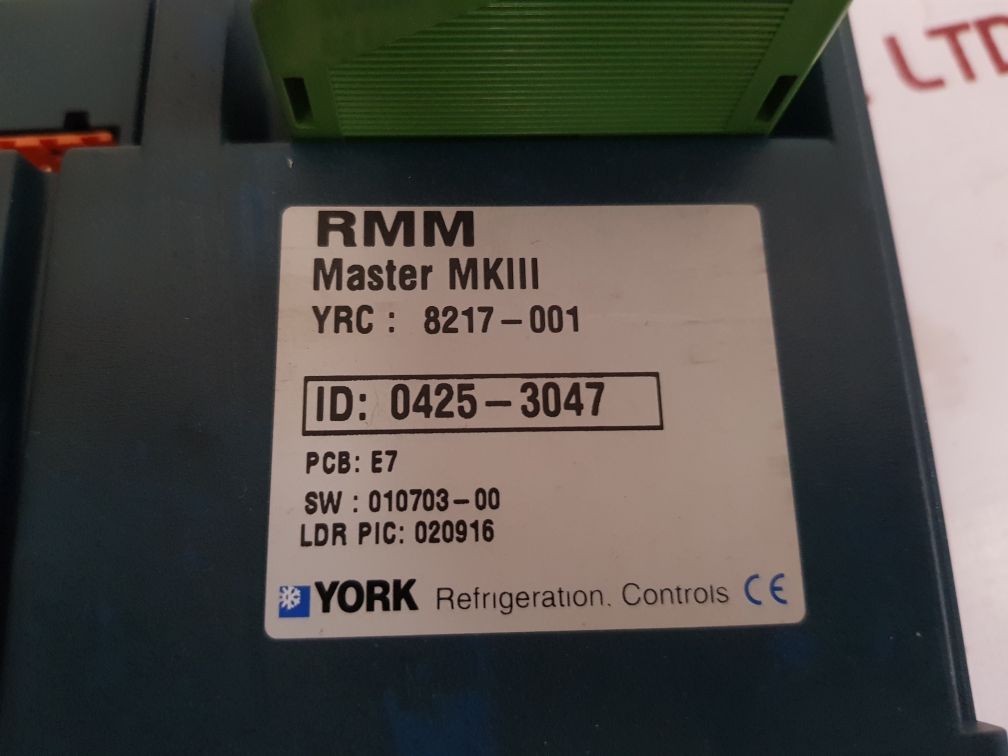 LTD
RMM
Master MKIII
YRC : 8217-001
ID: 0425-3047
PCB: E7
SW : 010703-00
LDR PIC: 020916
YORK Refrigeration. Controls CE